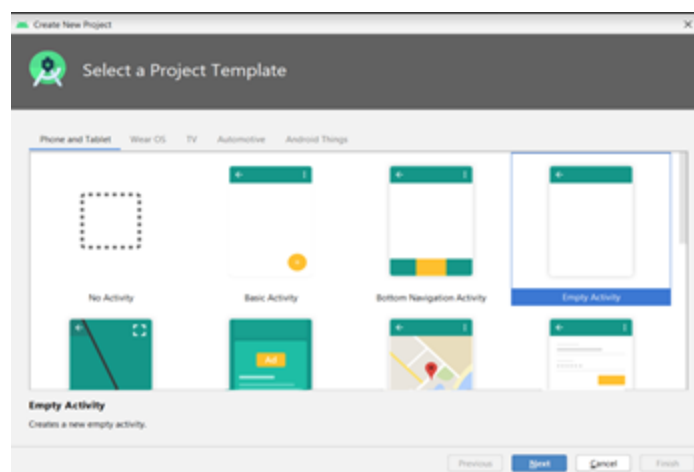 Create New Project
Select a Project Template
Phone and Tablet Wear OS TV Automotive Android Things
No Activity Basic Activity Bottom Navigation Activity Empty Activity
Ad
Empty Activity
Creates a new empty activity.
Previous Next Cancel Finish